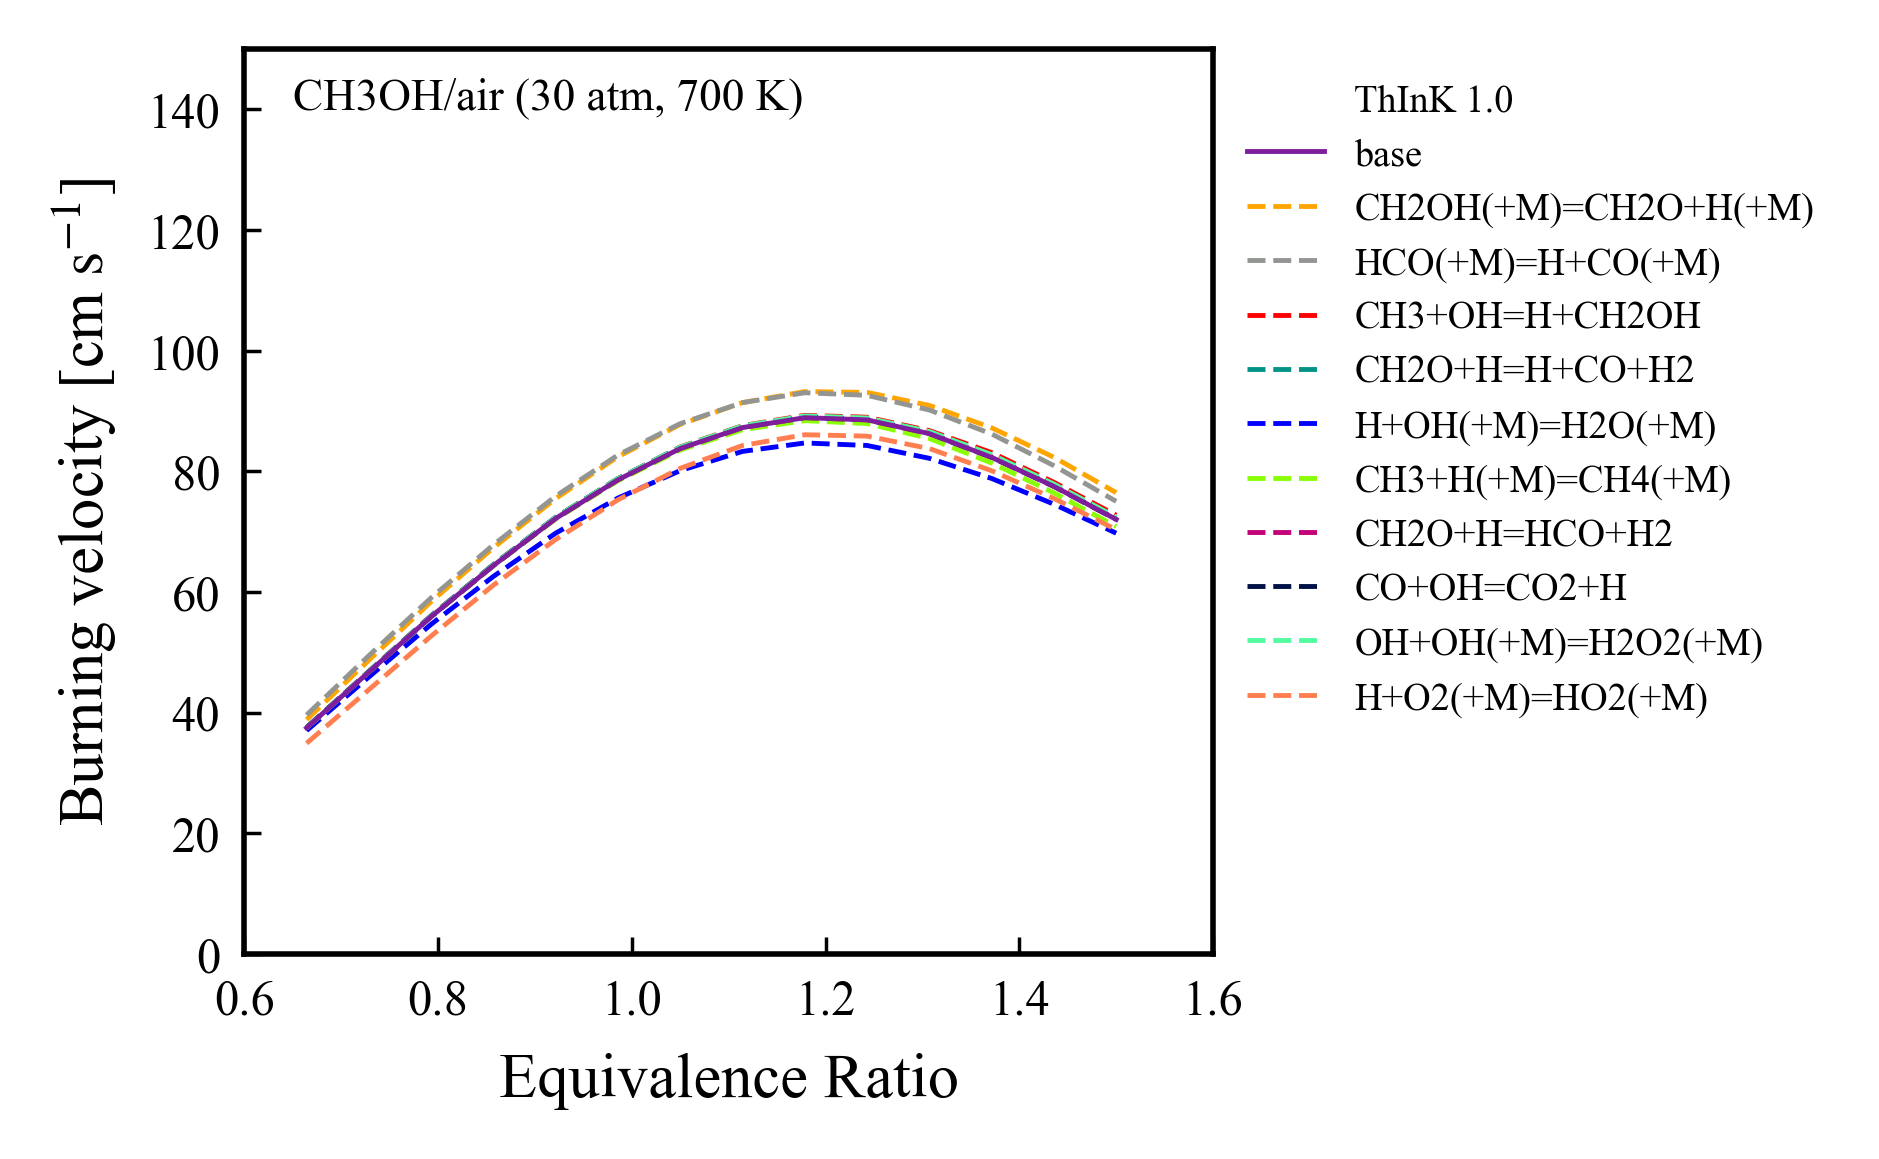 CH3OH/air (30 atm, 700 K)
Burning velocity [cm s⁻¹]
140
120
100
80
60
40
20
0
0.6 0.8 1.0 1.2 1.4 1.6
Equivalence Ratio
ThInK 1.0
base
CH2OH(+M)=CH2O+H(+M)
HCO(+M)=H+CO(+M)
CH3+OH=H+CH2OH
CH2O+H=H+CO+H2
H+OH(+M)=H2O(+M)
CH3+H(+M)=CH4(+M)
CH2O+H=HCO+H2
CO+OH=CO2+H
OH+OH(+M)=H2O2(+M)
H+O2(+M)=HO2(+M)